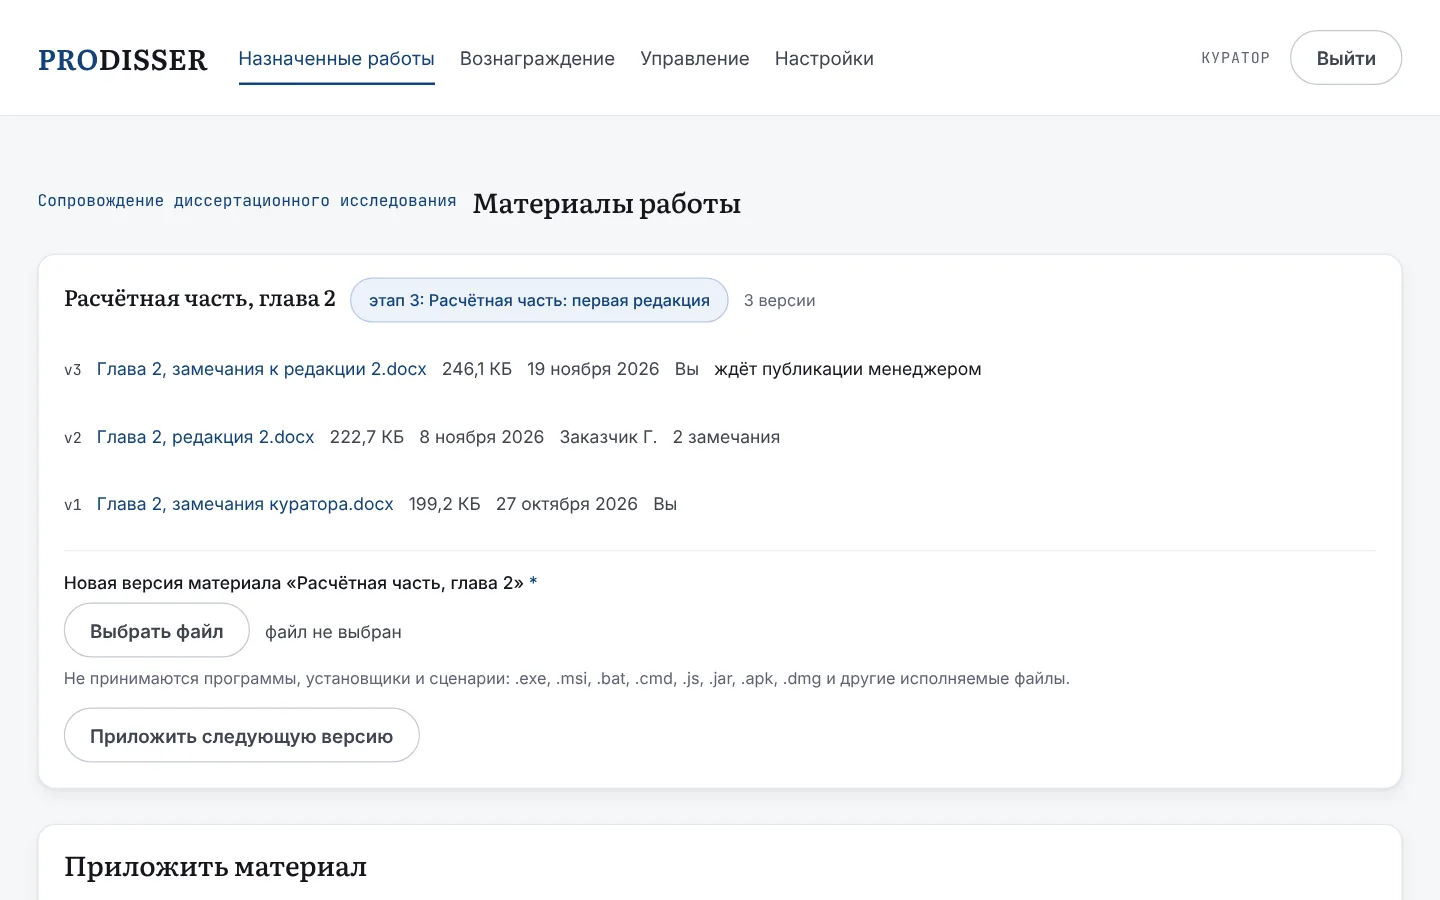 PRODISSER Назначенные работы Вознаграждение Управление Настройки КУРАТОР Выйти
Сопровождение диссертационного исследования Материалы работы
Расчётная часть, глава 2 этап 3: Расчётная часть: первая редакция 3 версии
v3 Глава 2, замечания к редакции 2.docx 246,1 КБ 19 ноября 2026 Вы ждёт публикации менеджером
v2 Глава 2, редакция 2.docx 222,7 КБ 8 ноября 2026 Заказчик Г. 2 замечания
v1 Глава 2, замечания куратора.docx 199,2 КБ 27 октября 2026 Вы
Новая версия материала «Расчётная часть, глава 2» *
Выбрать файл файл не выбран
Не принимаются программы, установщики и сценарии: .exe, .msi, .bat, .cmd, .js, .jar, .apk, .dmg и другие исполняемые файлы.
Приложить следующую версию
Приложить материал